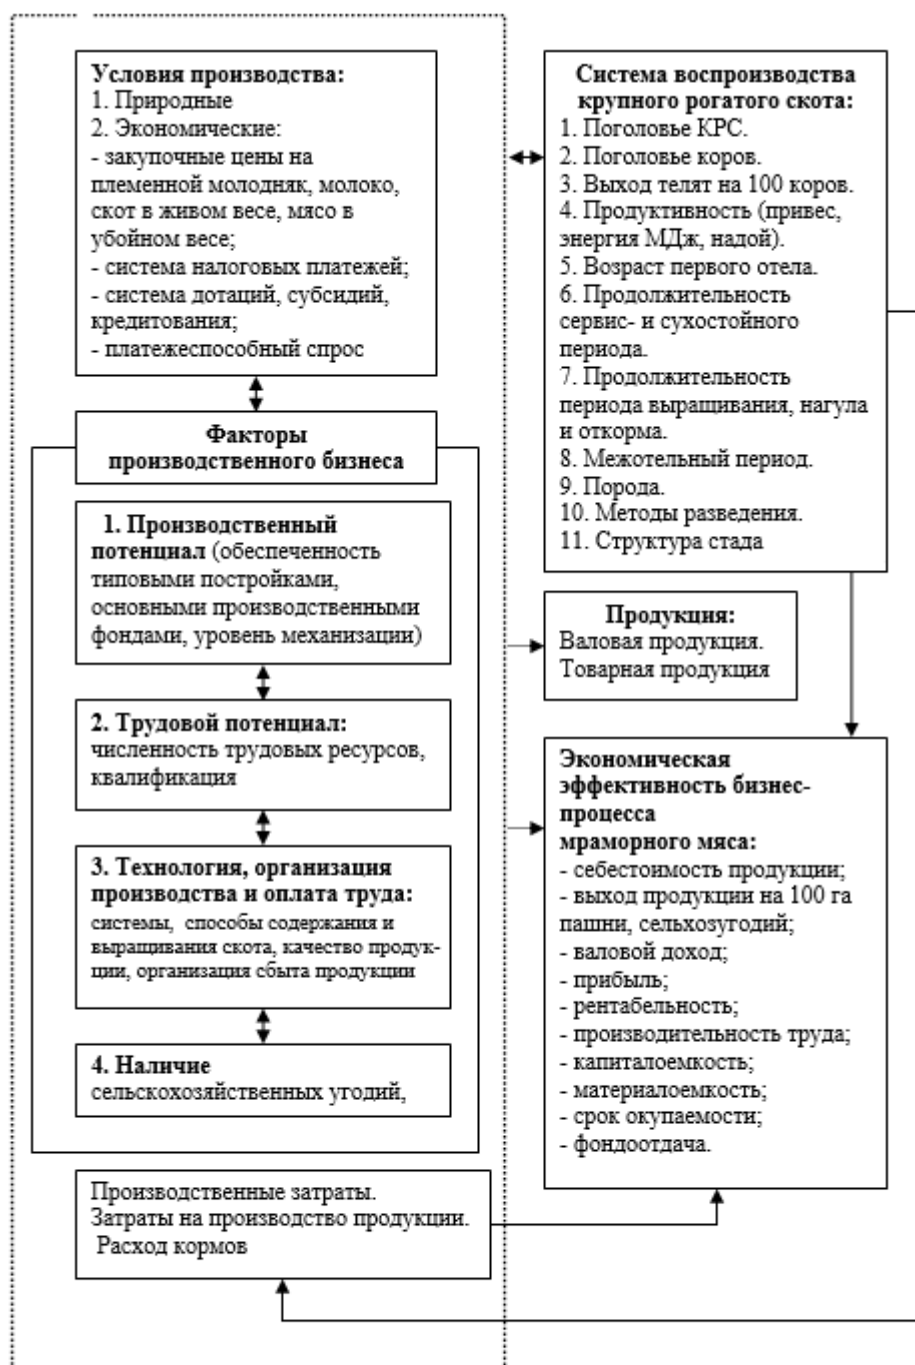 Условия производства:
1. Природные
2. Экономические:
- закупочные цены на
племенной молодняк, молоко,
скот в живом весе, мясо в
убойном весе;
- система налоговых платежей;
- система дотаций, субсидий,
кредитования;
- платежеспособный спрос
Факторы
производственного бизнеса
1. Производственный
потенциал (обеспеченность
типовыми постройками,
основными производственными
фондами, уровень механизации)
2. Трудовой потенциал:
численность трудовых ресурсов,
квалификация
3. Технология, организация
производства и оплата труда:
системы, способы содержания и
выращивания скота, качество продук-
ции, организация сбыта продукции
4. Наличие
сельскохозяйственных угодий,
Производственные затраты.
Затраты на производство продукции.
Расход кормов
Система воспроизводства
крупного рогатого скота:
1. Поголовье КРС.
2. Поголовье коров.
3. Выход телят на 100 коров.
4. Продуктивность (привес,
энергия МДж, надой).
5. Возраст первого отела.
6. Продолжительность
сервис- и сухостойного
периода.
7. Продолжительность
периода выращивания, нагула
и откорма.
8. Межотельный период.
9. Порода.
10. Методы разведения.
11. Структура стада
Продукция:
Валовая продукция.
Товарная продукция
Экономическая
эффективность бизнес-
процесса
мраморного мяса:
- себестоимость продукции;
- выход продукции на 100 га
пашни, сельхозугодий;
- валовой доход;
- прибыль;
- рентабельность;
- производительность труда;
- капиталоемкость;
- материалоемкость;
- срок окупаемости;
- фондоотдача.